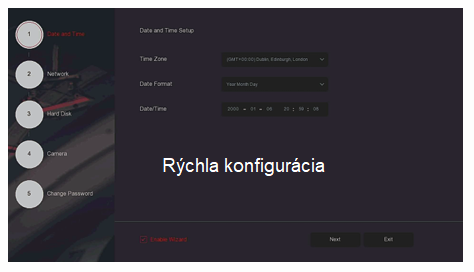 1 Date and Time
2 Network
3 Hard Disk
4 Camera
5 Change Password
Date and Time Setup
Time Zone (GMT+00:00) Dublin, Edinburgh, London
Date Format Year Month Day
Date/Time
Rýchla konfigurácia
Enable Wizard
Next
Exit